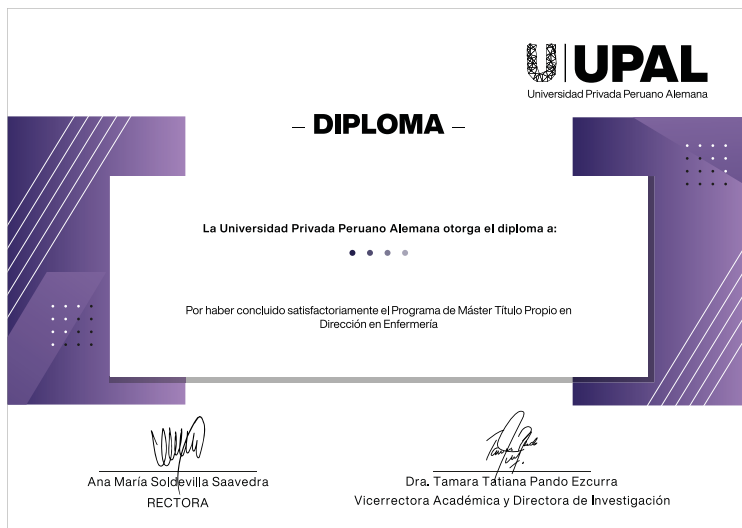 UPAL
Universidad Privada Peruano Alemana
– DIPLOMA –
La Universidad Privada Peruano Alemana otorga el diploma a:
Por haber concluido satisfactoriamente el Programa de Máster Título Propio en
Dirección en Enfermería
Ana María Soldevilla Saavedra
RECTORA
Dra. Tamara Tatiana Pando Ezcurra
Vicerrectora Académica y Directora de Investigación